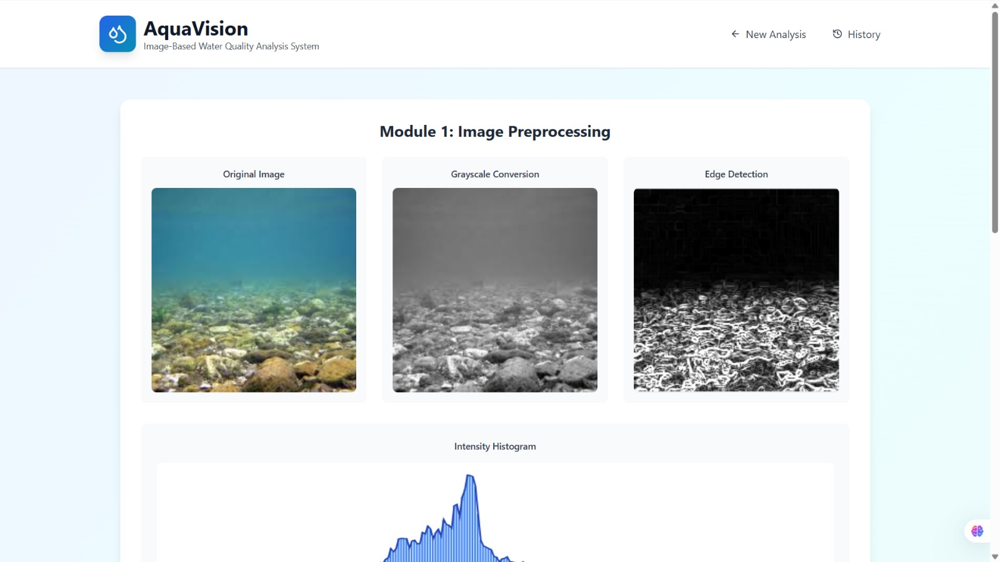 AquaVision
Image-Based Water Quality Analysis System
New Analysis
History
Module 1: Image Preprocessing
Original Image
Grayscale Conversion
Edge Detection
Intensity Histogram